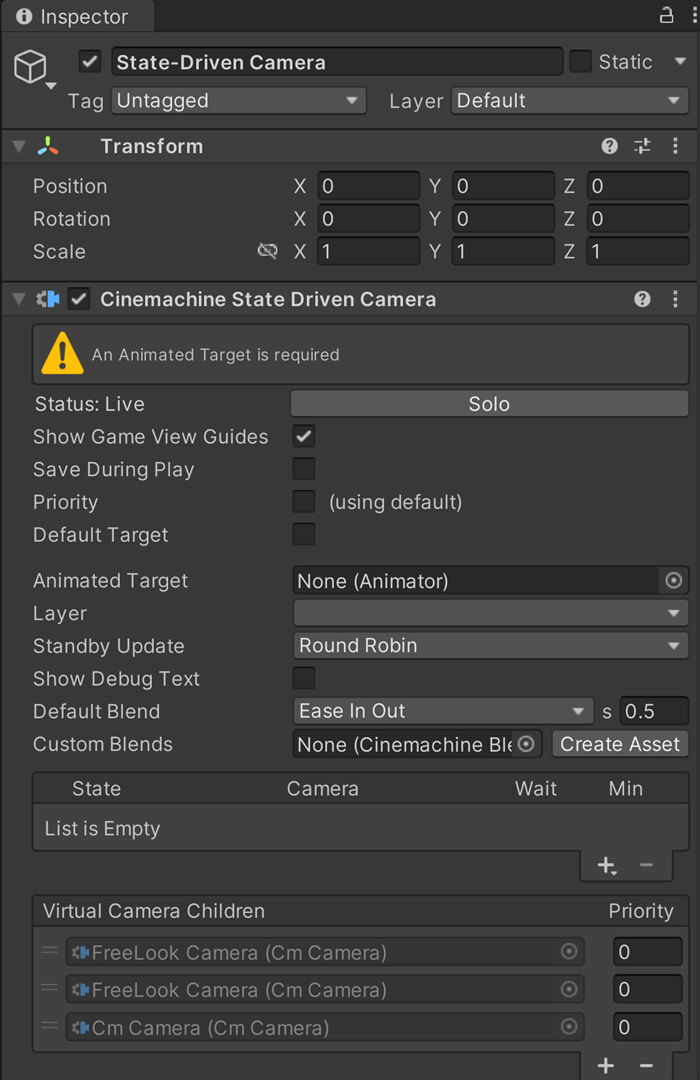 Inspector
State-Driven Camera Static
Tag Untagged Layer Default
Transform
Position X 0 Y 0 Z 0
Rotation X 0 Y 0 Z 0
Scale X 1 Y 1 Z 1
Cinemachine State Driven Camera
An Animated Target is required
Status: Live Solo
Show Game View Guides
Save During Play
Priority (using default)
Default Target
Animated Target None (Animator)
Layer
Standby Update Round Robin
Show Debug Text
Default Blend Ease In Out s 0.5
Custom Blends None (Cinemachine Ble Create Asset
State Camera Wait Min
List is Empty
Virtual Camera Children Priority
FreeLook Camera (Cm Camera) 0
FreeLook Camera (Cm Camera) 0
Cm Camera (Cm Camera) 0